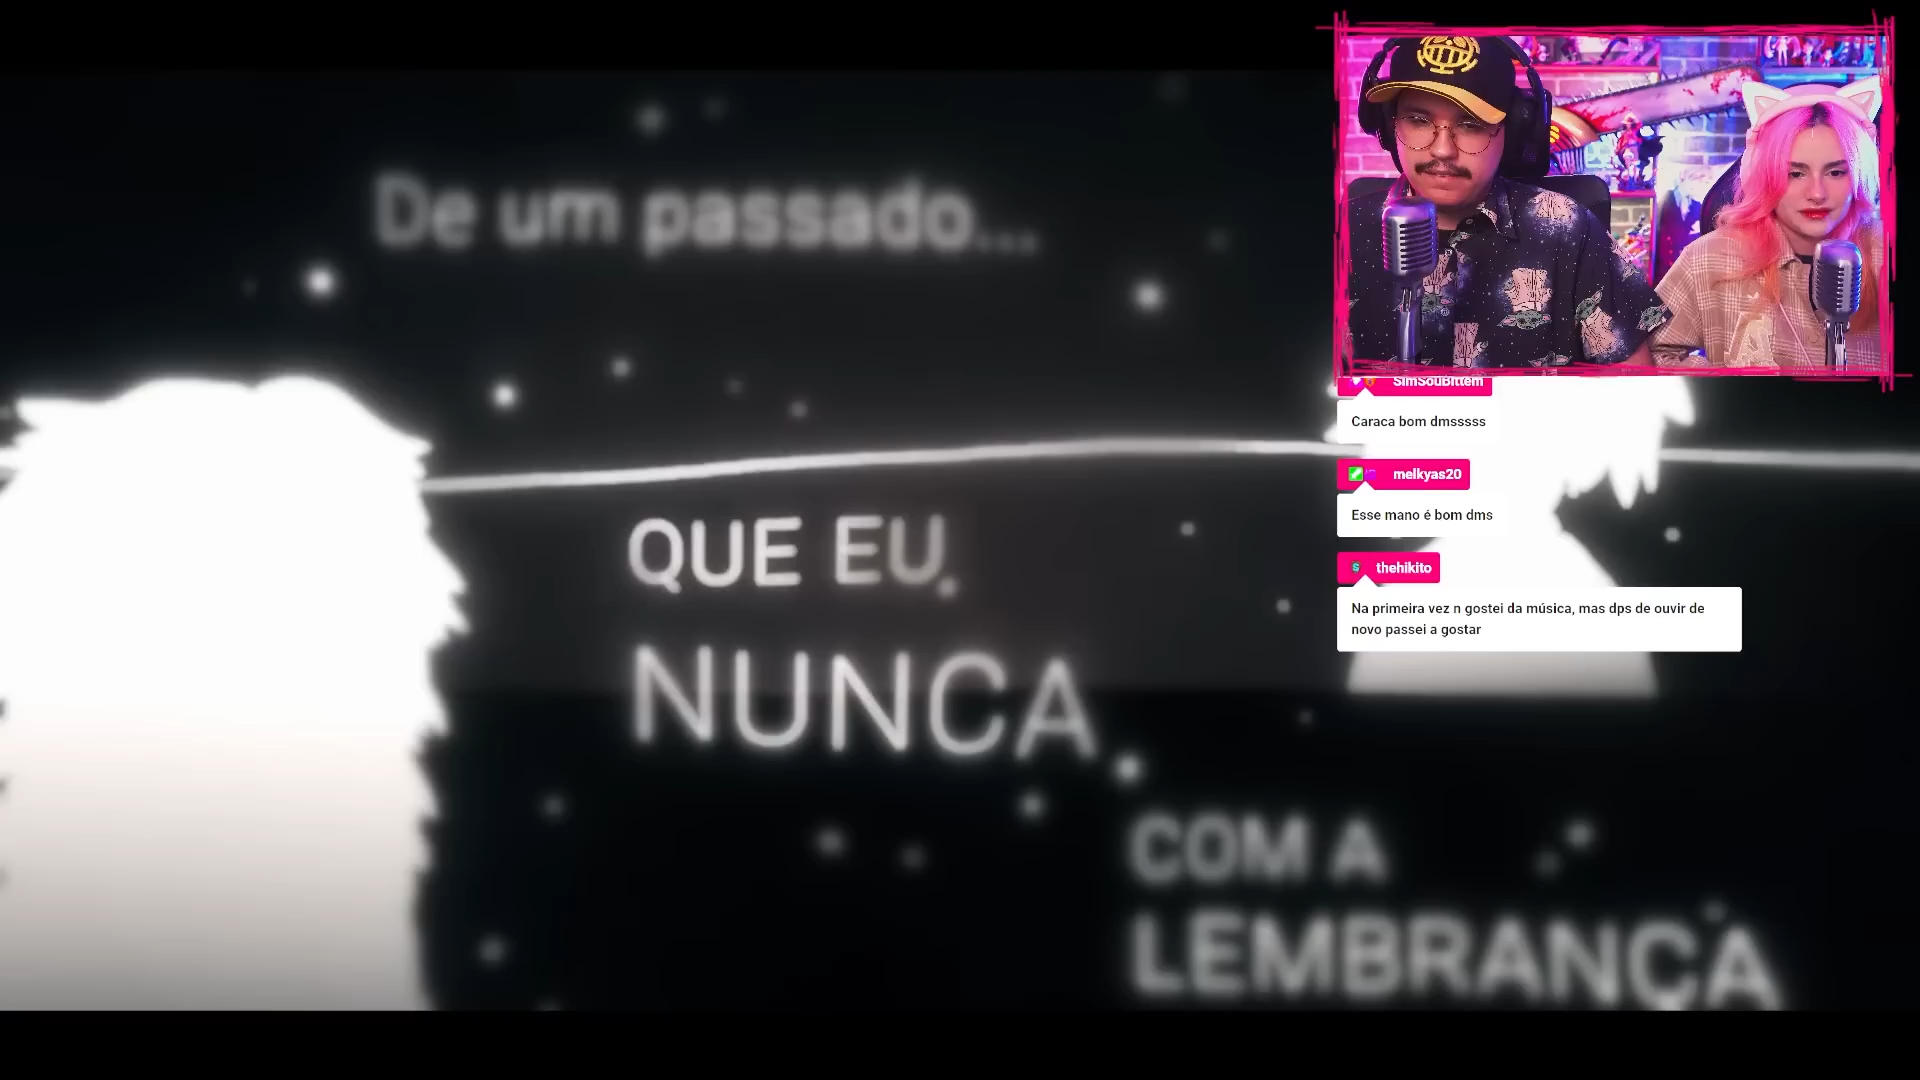 De um passado...
QUE EU
NUNCA
COM A
LEMBRANÇA
SimSouBittem
Caraca bom dmsssss
melkyas20
Esse mano é bom dms
thehikito
Na primeira vez n gostei da música, mas dps de ouvir de
novo passei a gostar